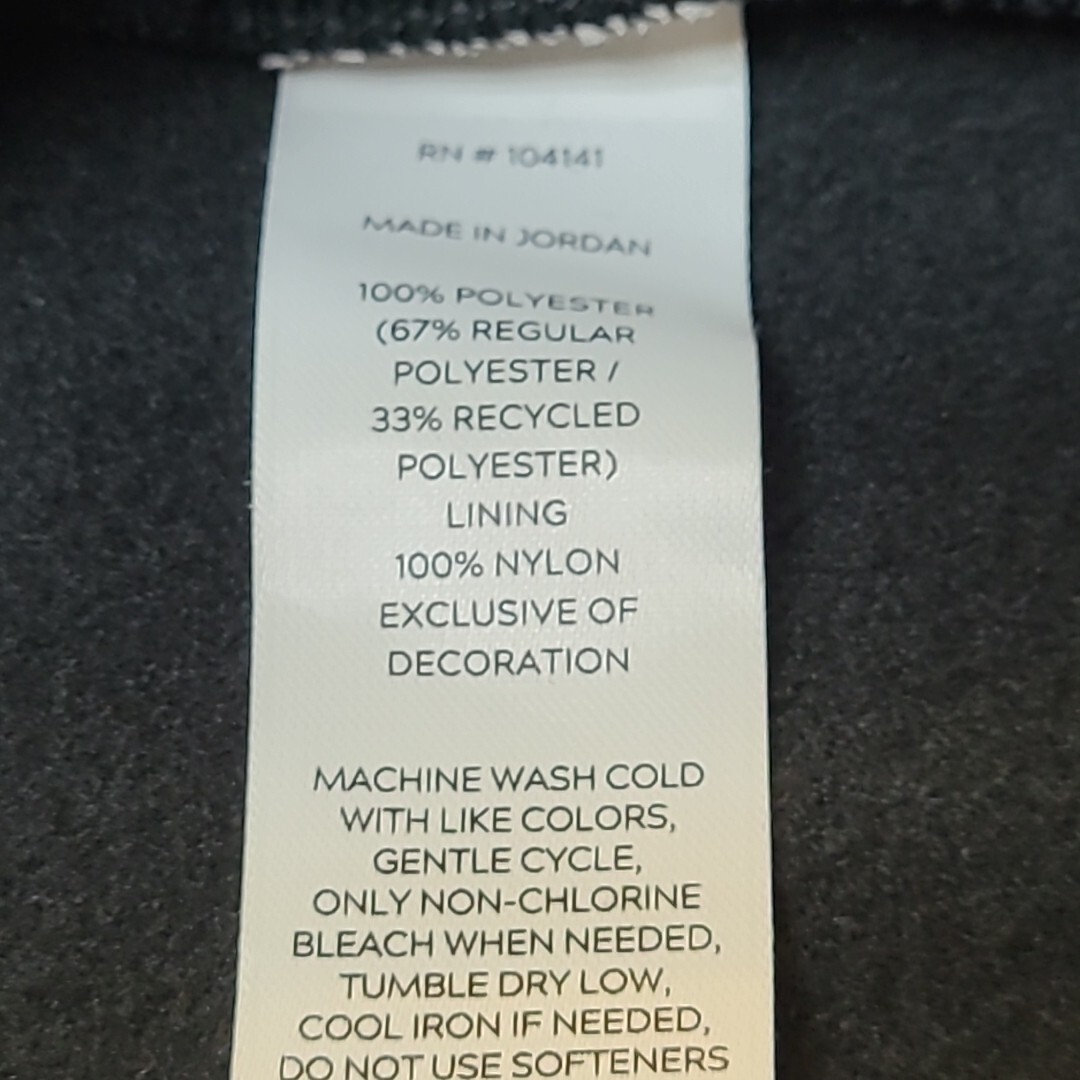 RN # 104141
MADE IN JORDAN
100% POLYESTER
(67% REGULAR
POLYESTER /
33% RECYCLED
POLYESTER)
LINING
100% NYLON
EXCLUSIVE OF
DECORATION
MACHINE WASH COLD
WITH LIKE COLORS,
GENTLE CYCLE,
ONLY NON-CHLORINE
BLEACH WHEN NEEDED,
TUMBLE DRY LOW,
COOL IRON IF NEEDED,
DO NOT USE SOFTENERS